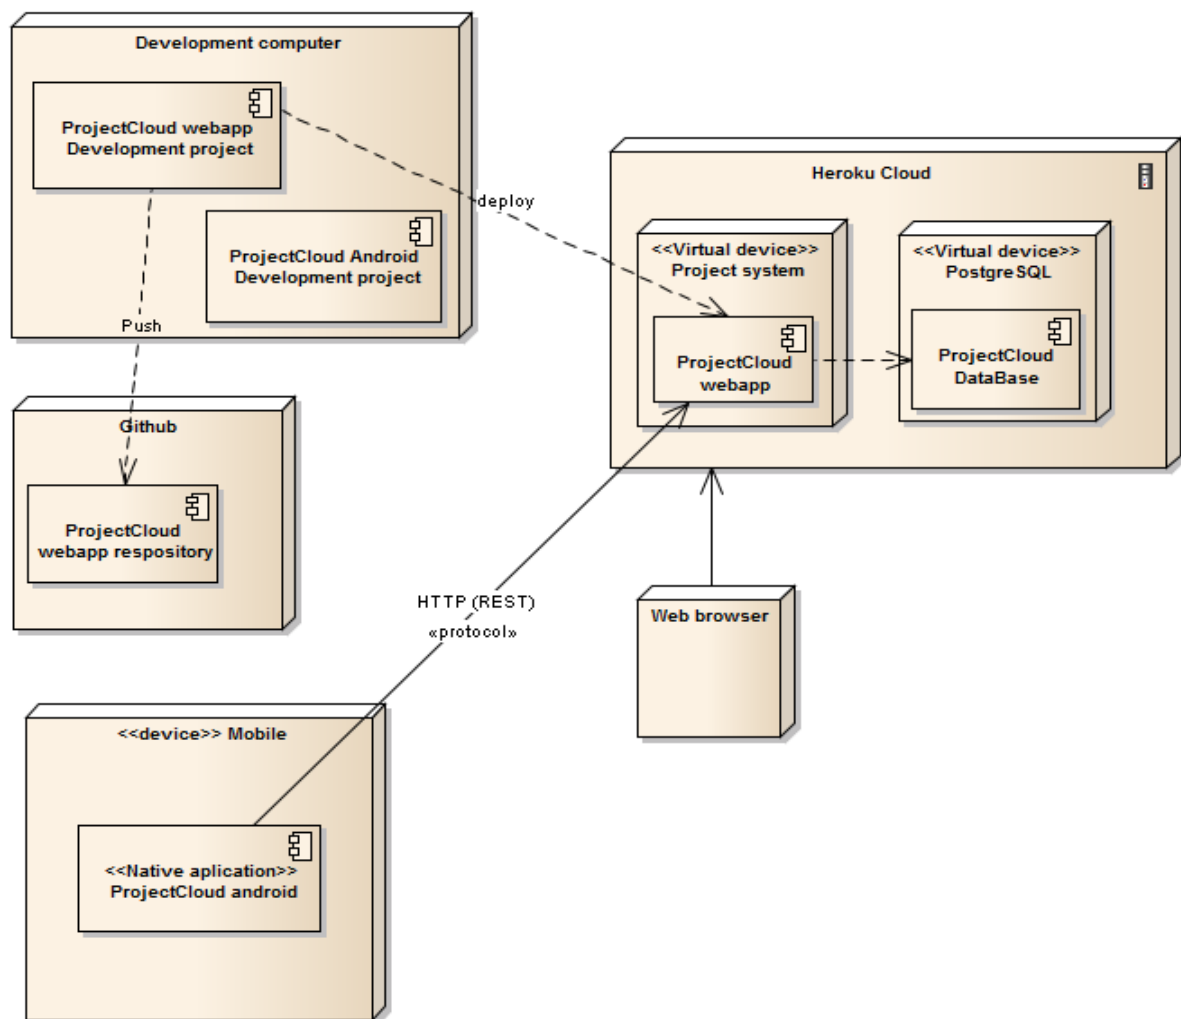 Development computer
ProjectCloud webapp
Development project
ProjectCloud Android
Development project
deploy
Push
Heroku Cloud
<<Virtual device>>
Project system
ProjectCloud
webapp
<<Virtual device>>
PostgreSQL
ProjectCloud
DataBase
Github
ProjectCloud
webapp respository
HTTP (REST)
«protocol»
Web browser
<<device>> Mobile
<<Native aplication>>
ProjectCloud android